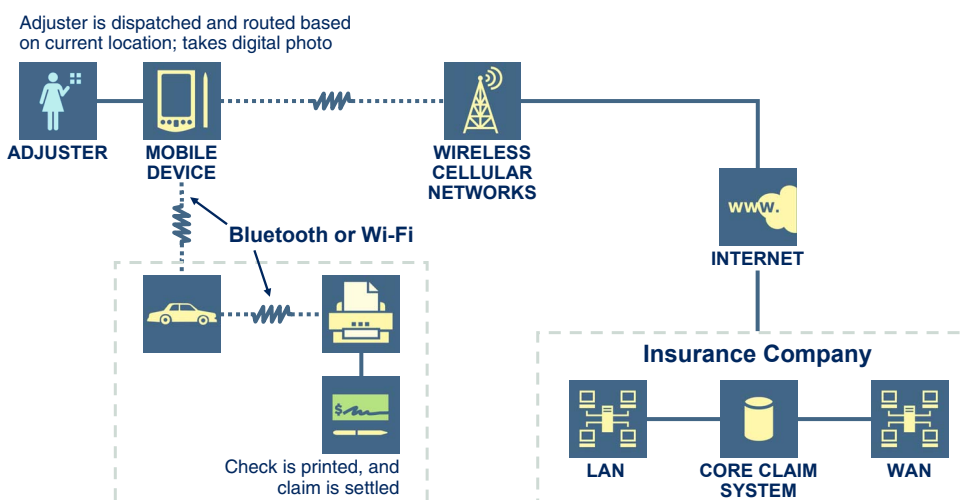 Adjuster is dispatched and routed based
on current location; takes digital photo
ADJUSTER
MOBILE
DEVICE
WIRELESS
CELLULAR
NETWORKS
www.
INTERNET
Bluetooth or Wi-Fi
$
Check is printed, and
claim is settled
Insurance Company
LAN
CORE CLAIM
SYSTEM
WAN